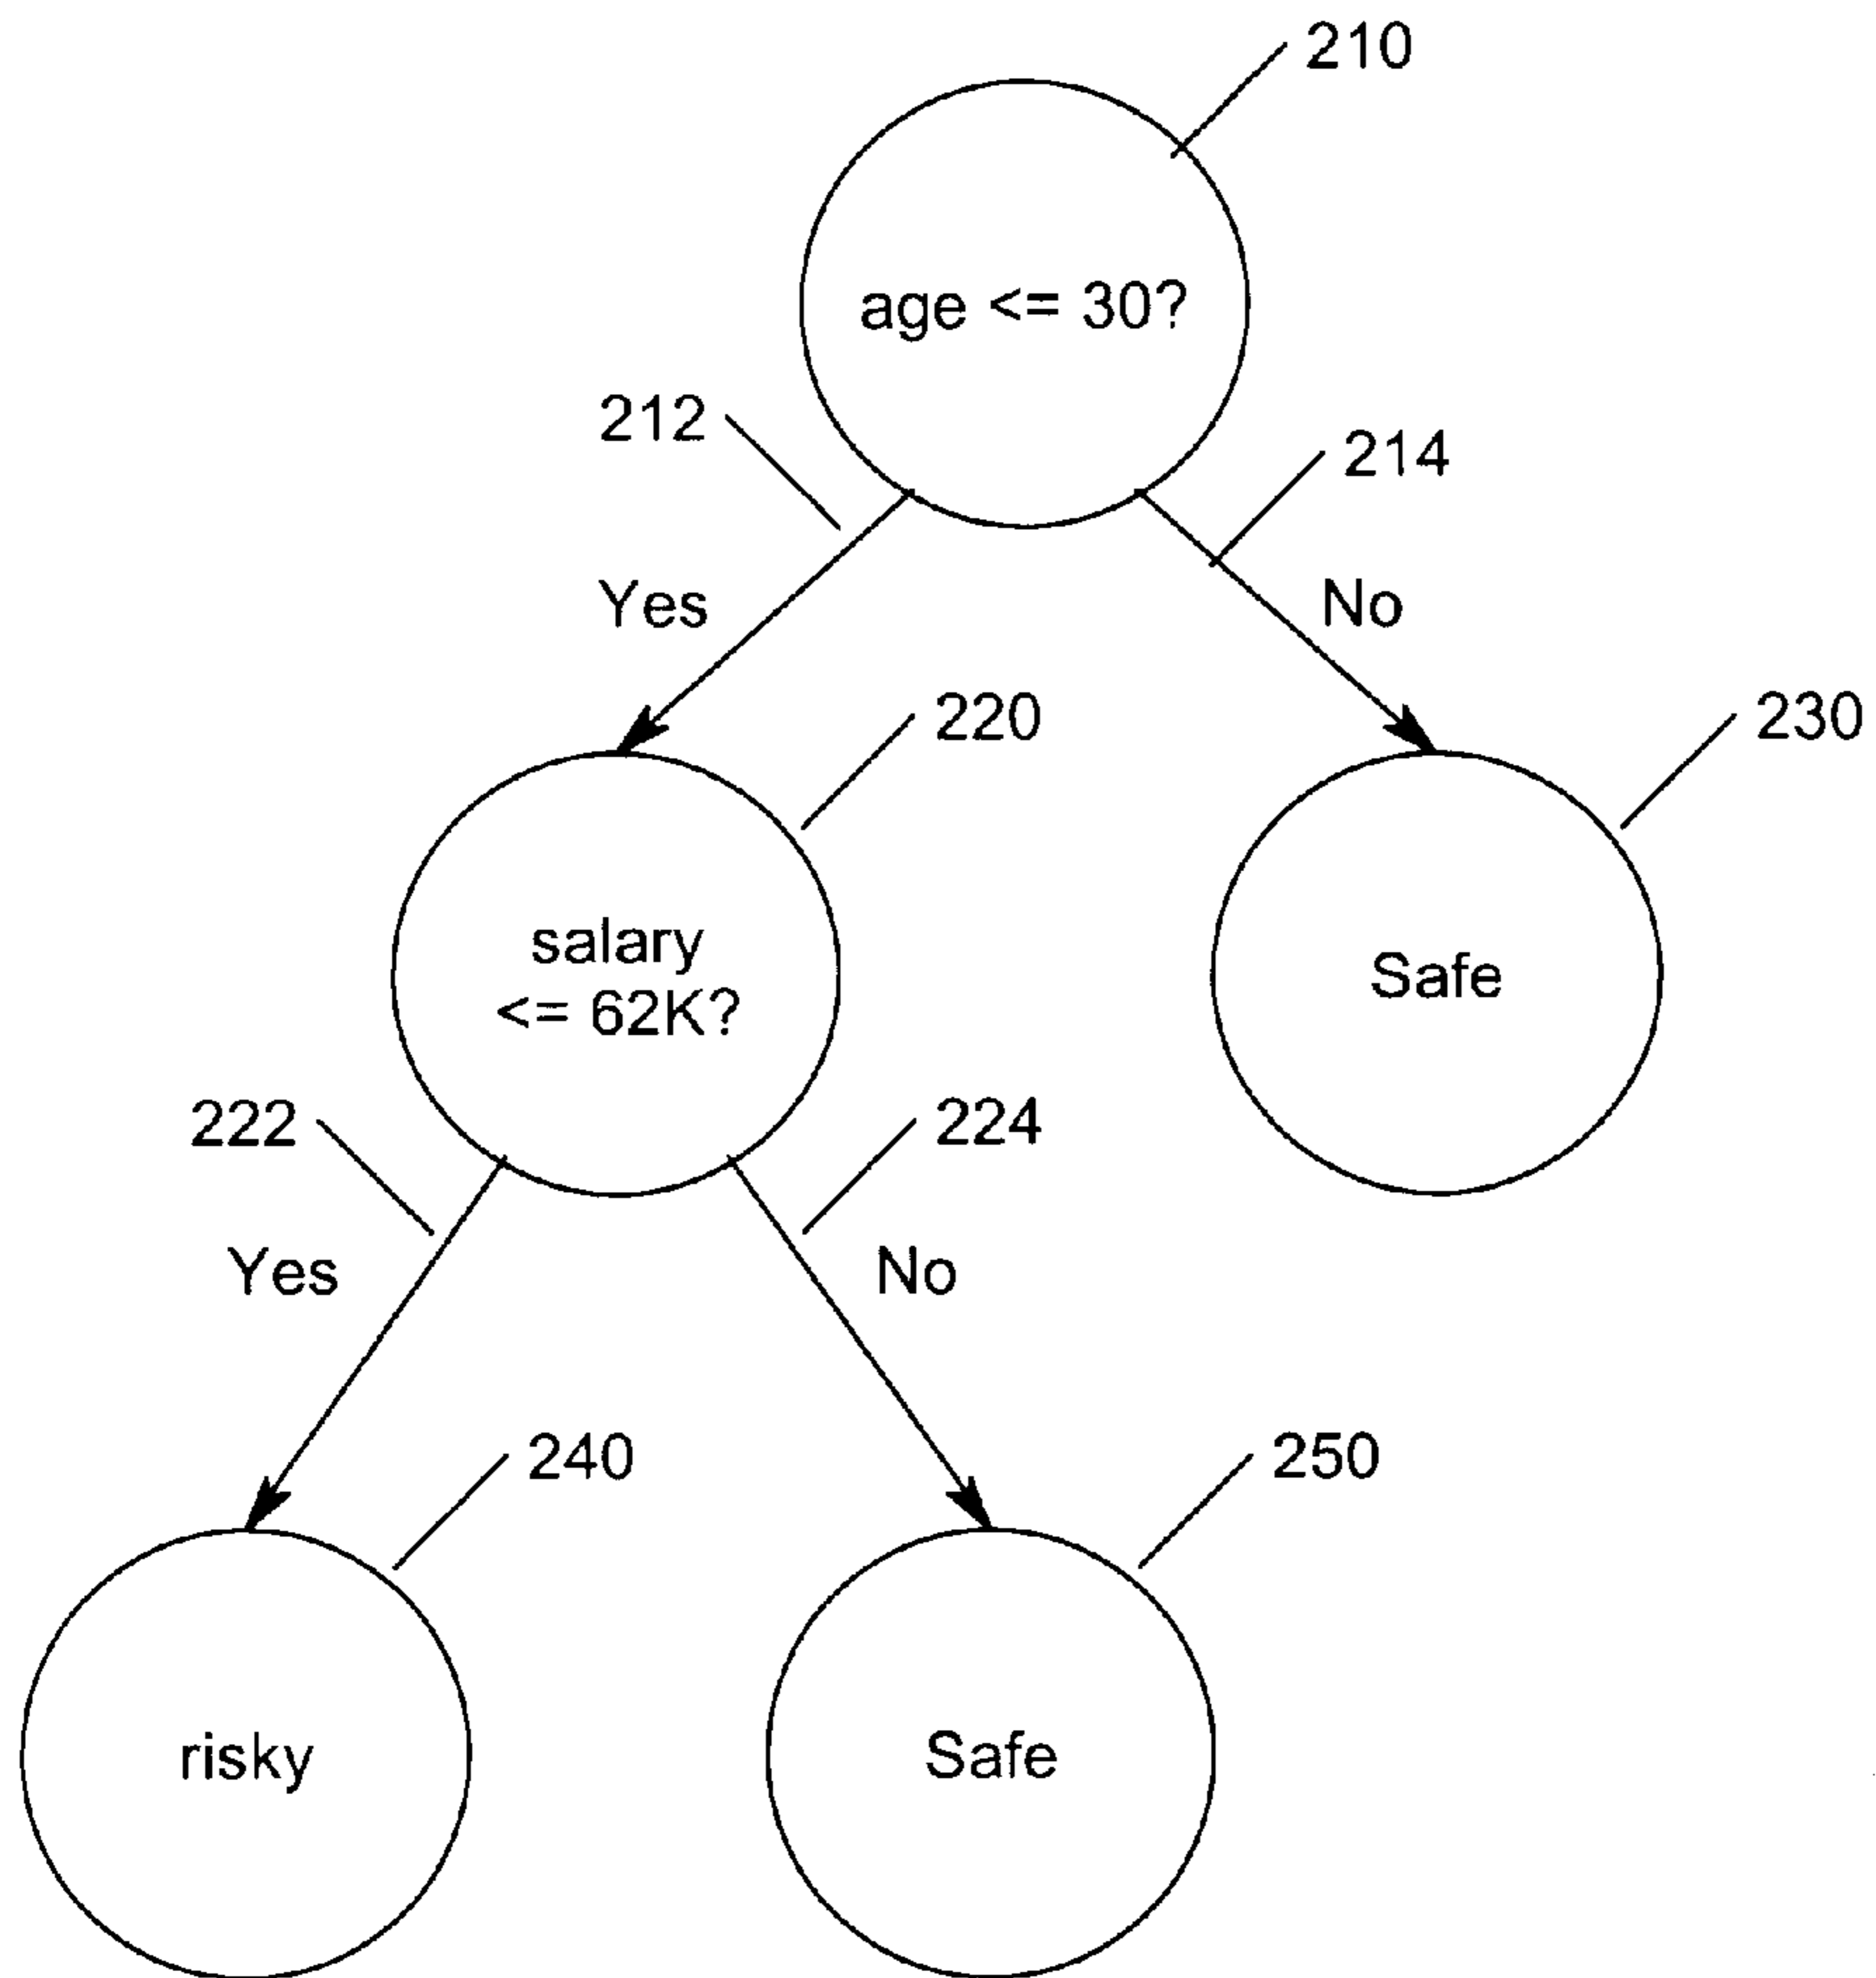 210
age <= 30?
212
214
Yes
No
220
230
salary
<= 62K?
Safe
222
224
Yes
No
240
250
risky
Safe